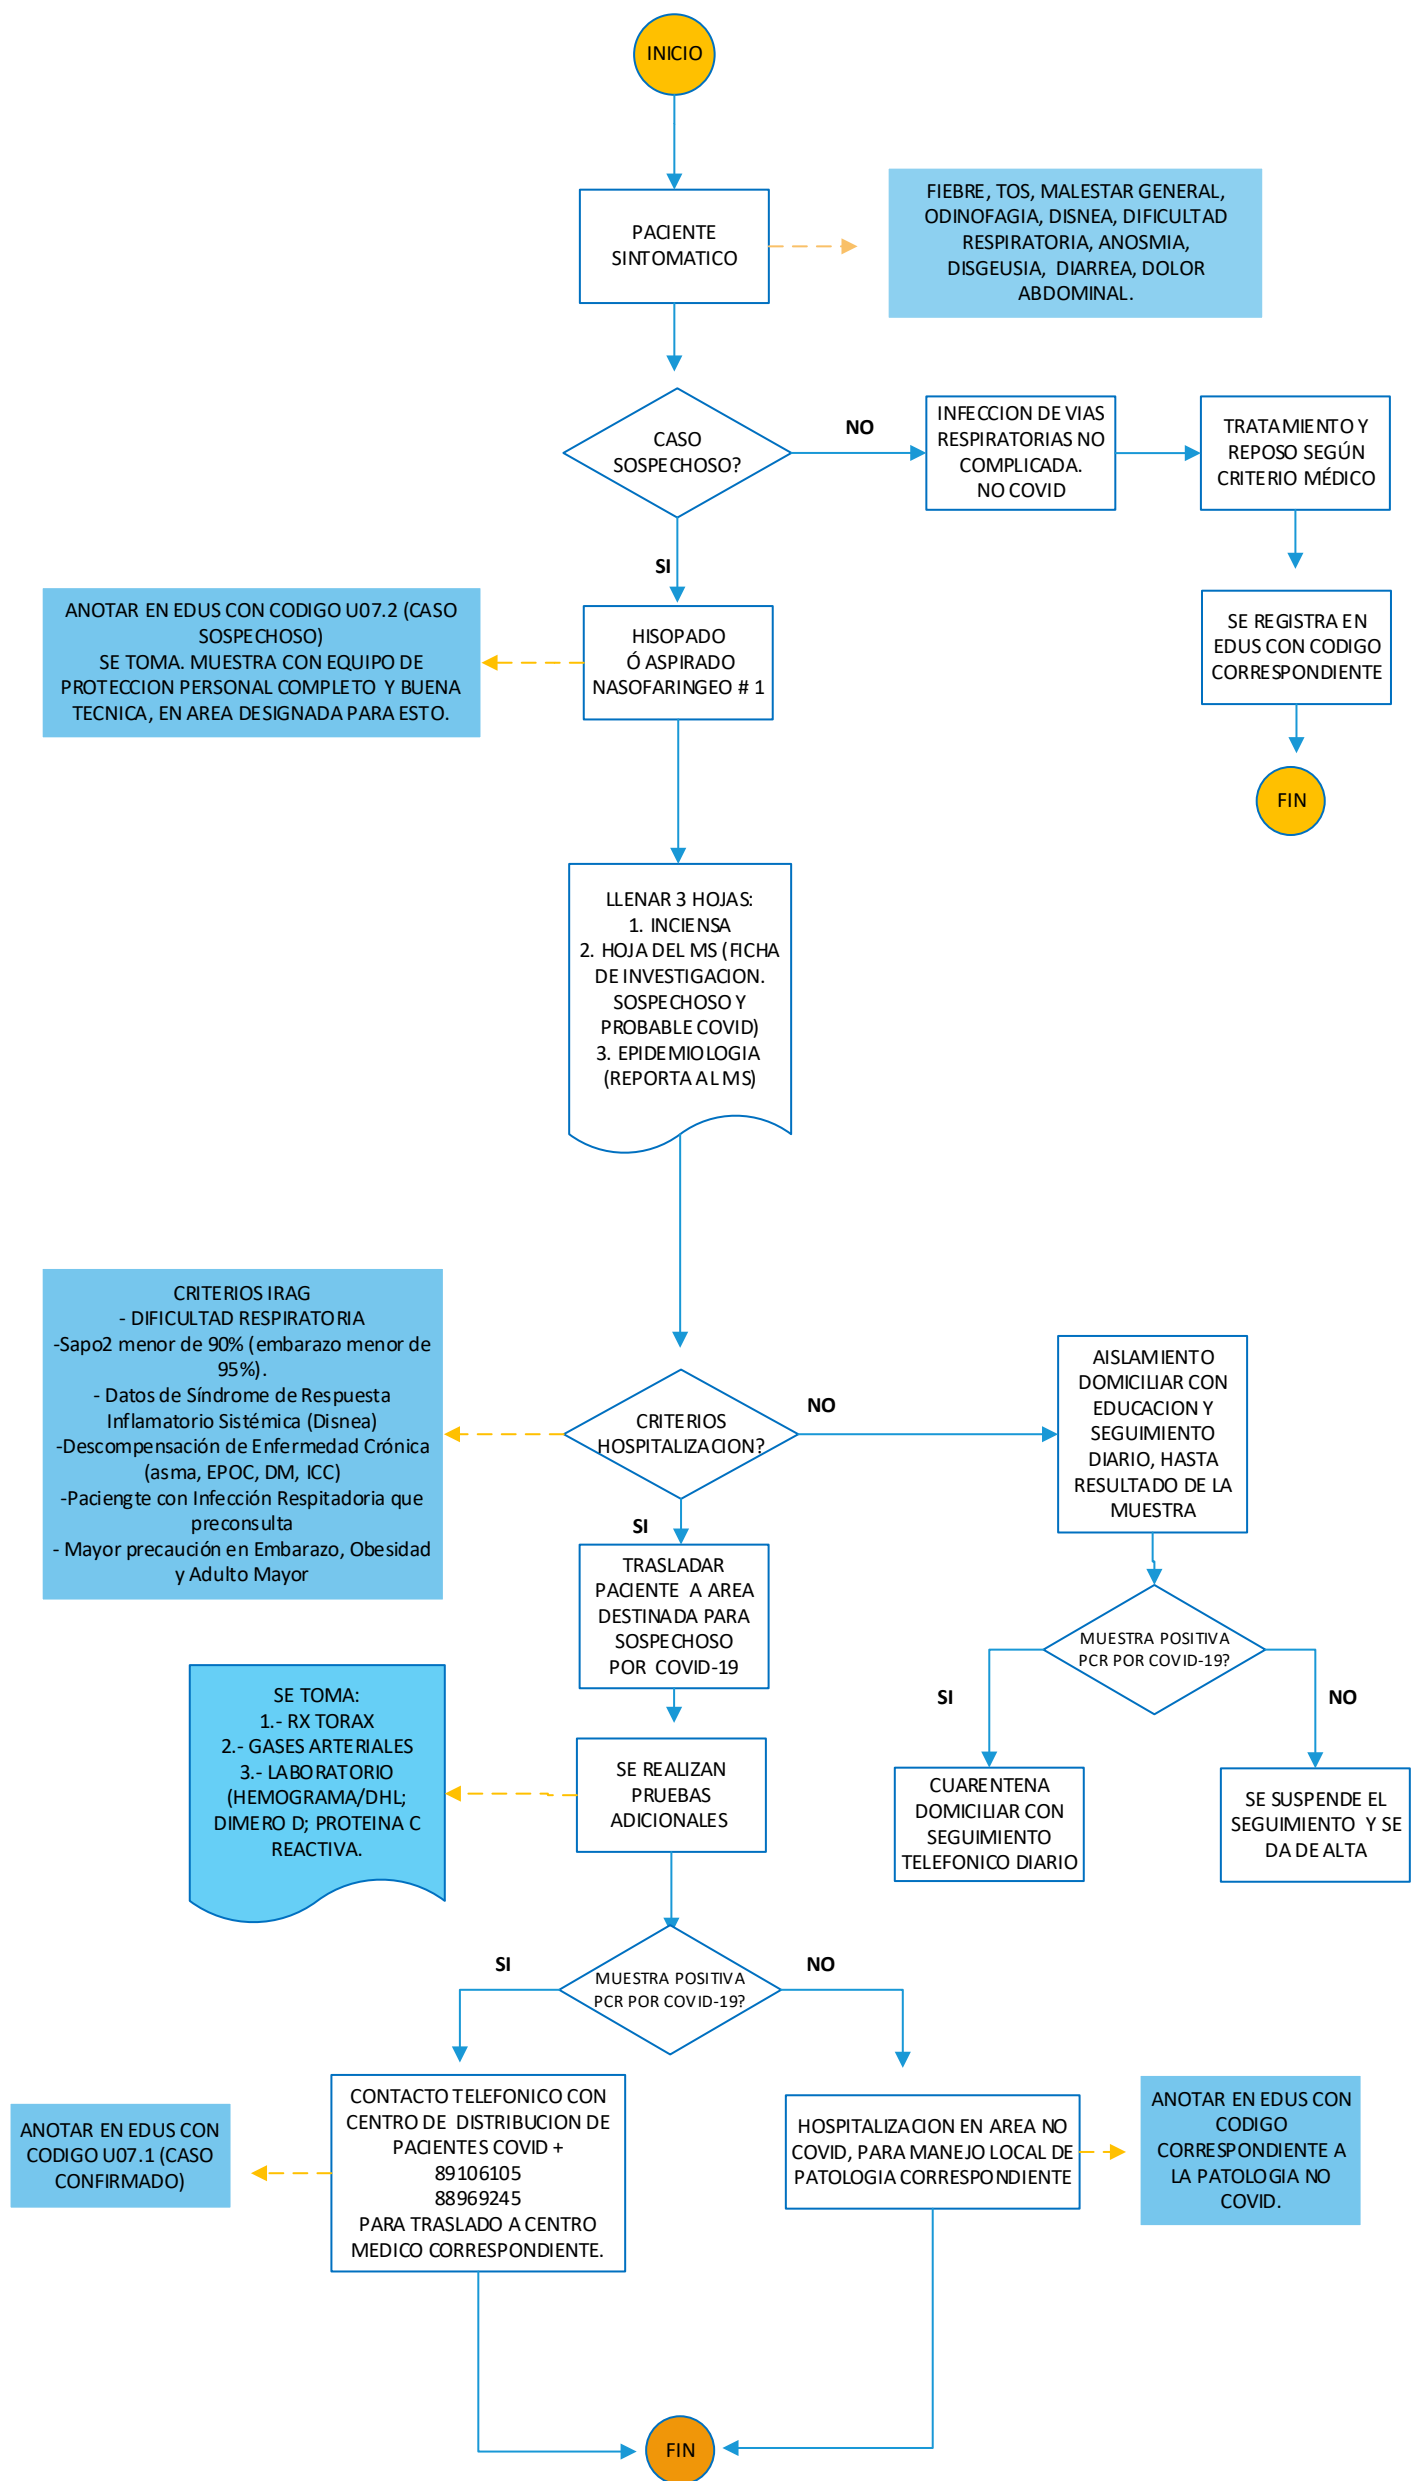 INICIO
PACIENTE
SINTOMATICO
FIEBRE, TOS, MALESTAR GENERAL,
ODINOFAGIA, DISNEA, DIFICULTAD
RESPIRATORIA, ANOSMIA,
DISGEUSIA, DIARREA, DOLOR
ABDOMINAL.
CASO
SOSPECHOSO?
NO
INFECCION DE VIAS
RESPIRATORIAS NO
COMPLICADA.
NO COVID
TRATAMIENTO Y
REPOSO SEGÚN
CRITERIO MÉDICO
SE REGISTRA EN
EDUS CON CODIGO
CORRESPONDIENTE
FIN
SI
HISOPADO
Ó ASPIRADO
NASOFARINGEO # 1
ANOTAR EN EDUS CON CODIGO U07.2 (CASO
SOSPECHOSO)
SE TOMA. MUESTRA CON EQUIPO DE
PROTECCION PERSONAL COMPLETO Y BUENA
TECNICA, EN AREA DESIGNADA PARA ESTO.
LLENAR 3 HOJAS:
1. INCIENSA
2. HOJA DEL MS (FICHA
DE INVESTIGACION.
SOSPECHOSO Y
PROBABLE COVID)
3. EPIDEMIOLOGIA
(REPORTA AL MS)
CRITERIOS
HOSPITALIZACION?
CRITERIOS IRAG
- DIFICULTAD RESPIRATORIA
-Sapo2 menor de 90% (embarazo menor de
95%).
- Datos de Síndrome de Respuesta
Inflamatorio Sistémica (Disnea)
-Descompensación de Enfermedad Crónica
(asma, EPOC, DM, ICC)
-Paciengte con Infección Respitadoria que
preconsulta
- Mayor precaución en Embarazo, Obesidad
y Adulto Mayor
NO
AISLAMIENTO
DOMICILIAR CON
EDUCACION Y
SEGUIMIENTO
DIARIO, HASTA
RESULTADO DE LA
MUESTRA
MUESTRA POSITIVA
PCR POR COVID-19?
SI
NO
CUARENTENA
DOMICILIAR CON
SEGUIMIENTO
TELEFONICO DIARIO
SE SUSPENDE EL
SEGUIMIENTO Y SE
DA DE ALTA
SI
TRASLADAR
PACIENTE A AREA
DESTINADA PARA
SOSPECHOSO
POR COVID-19
SE REALIZAN
PRUEBAS
ADICIONALES
SE TOMA:
1.- RX TORAX
2.- GASES ARTERIALES
3.- LABORATORIO
(HEMOGRAMA/DHL;
DIMERO D; PROTEINA C
REACTIVA.
MUESTRA POSITIVA
PCR POR COVID-19?
SI
NO
CONTACTO TELEFONICO CON
CENTRO DE DISTRIBUCION DE
PACIENTES COVID +
89106105
88969245
PARA TRASLADO A CENTRO
MEDICO CORRESPONDIENTE.
ANOTAR EN EDUS CON
CODIGO U07.1 (CASO
CONFIRMADO)
HOSPITALIZACION EN AREA NO
COVID, PARA MANEJO LOCAL DE
PATOLOGIA CORRESPONDIENTE
ANOTAR EN EDUS CON
CODIGO
CORRESPONDIENTE A
LA PATOLOGIA NO
COVID.
FIN